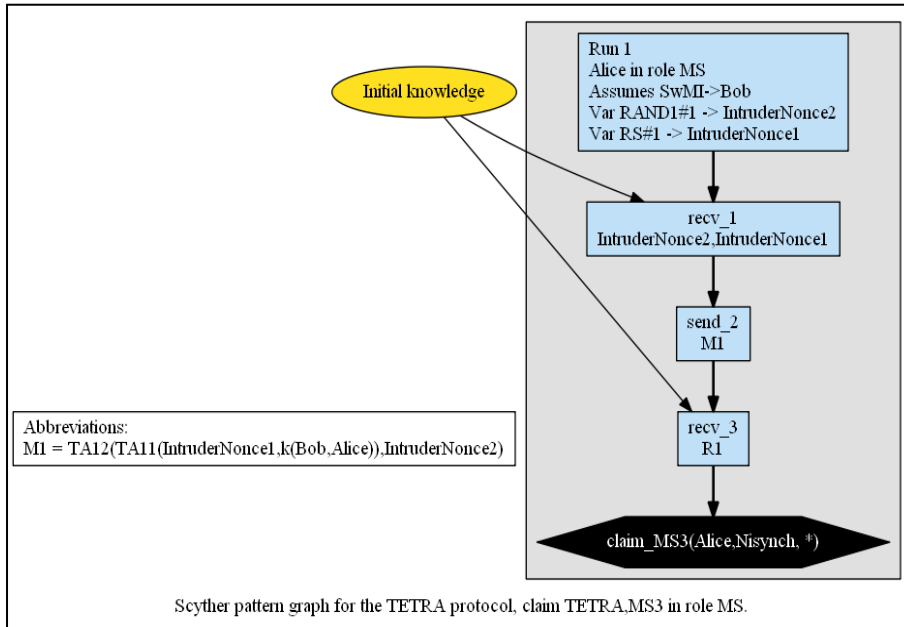 Run 1
Alice in role MS
Assumes SwMI->Bob
Var RAND1#1 -> IntruderNonce2
Var RS#1 -> IntruderNonce1
Initial knowledge
recv_1
IntruderNonce2,IntruderNonce1
send_2
M1
Abbreviations:
M1 = TA12(TA11(IntruderNonce1,k(Bob,Alice)),IntruderNonce2)
recv_3
R1
claim_MS3(Alice,Nisynch, *)
Scyther pattern graph for the TETRA protocol, claim TETRA,MS3 in role MS.